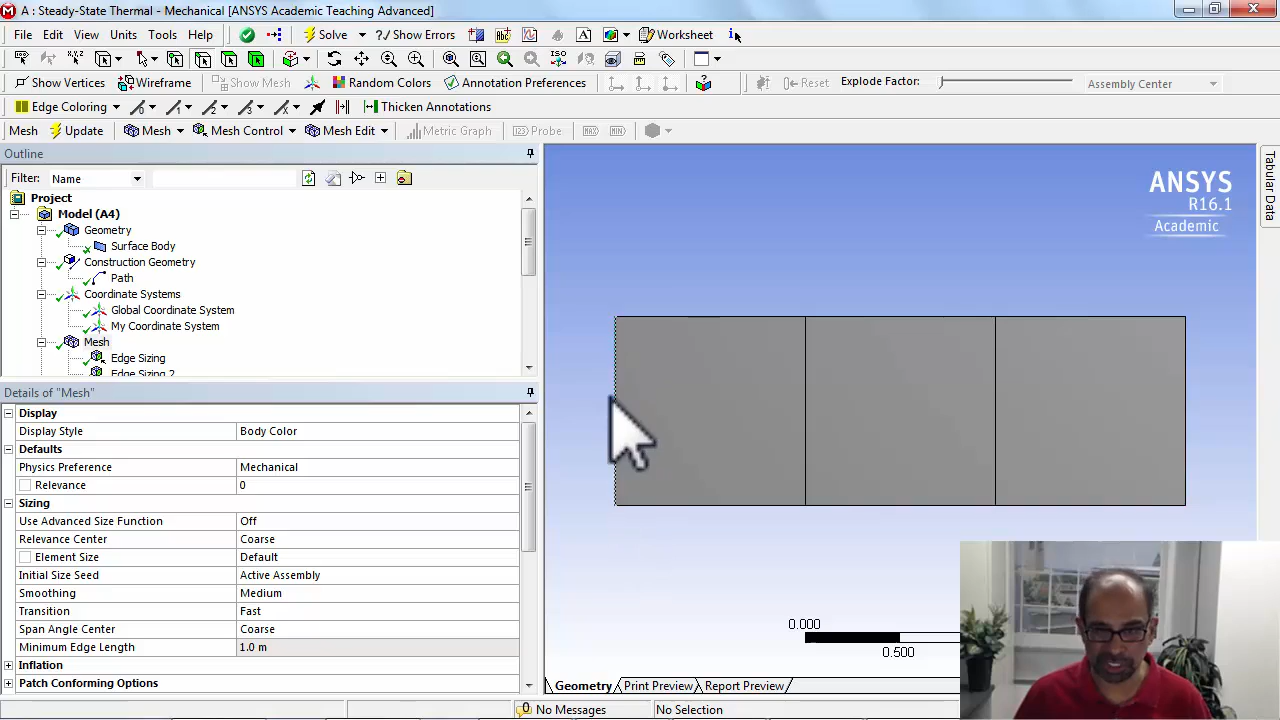 A : Steady-State Thermal - Mechanical [ANSYS Academic Teaching Advanced]
File Edit View Units Tools Help Solve ?/ Show Errors Worksheet
Show Vertices Wireframe Show Mesh Random Colors Annotation Preferences Reset Explode Factor: Assembly Center
Edge Coloring Thicken Annotations
Mesh Update Mesh Mesh Control Mesh Edit Metric Graph Probe MAX MIN
Outline
Filter: Name
Project
Model (A4)
Geometry
Surface Body
Construction Geometry
Path
Coordinate Systems
Global Coordinate System
My Coordinate System
Mesh
Edge Sizing
Edge Sizing 2
Details of "Mesh"
Display
Display Style Body Color
Defaults
Physics Preference Mechanical
Relevance 0
Sizing
Use Advanced Size Function Off
Relevance Center Coarse
Element Size Default
Initial Size Seed Active Assembly
Smoothing Medium
Transition Fast
Span Angle Center Coarse
Minimum Edge Length 1.0 m
Inflation
Patch Conforming Options
ANSYS
R16.1
Academic
0.000
0.500
Geometry Print Preview Report Preview
No Messages No Selection
Tabular Data